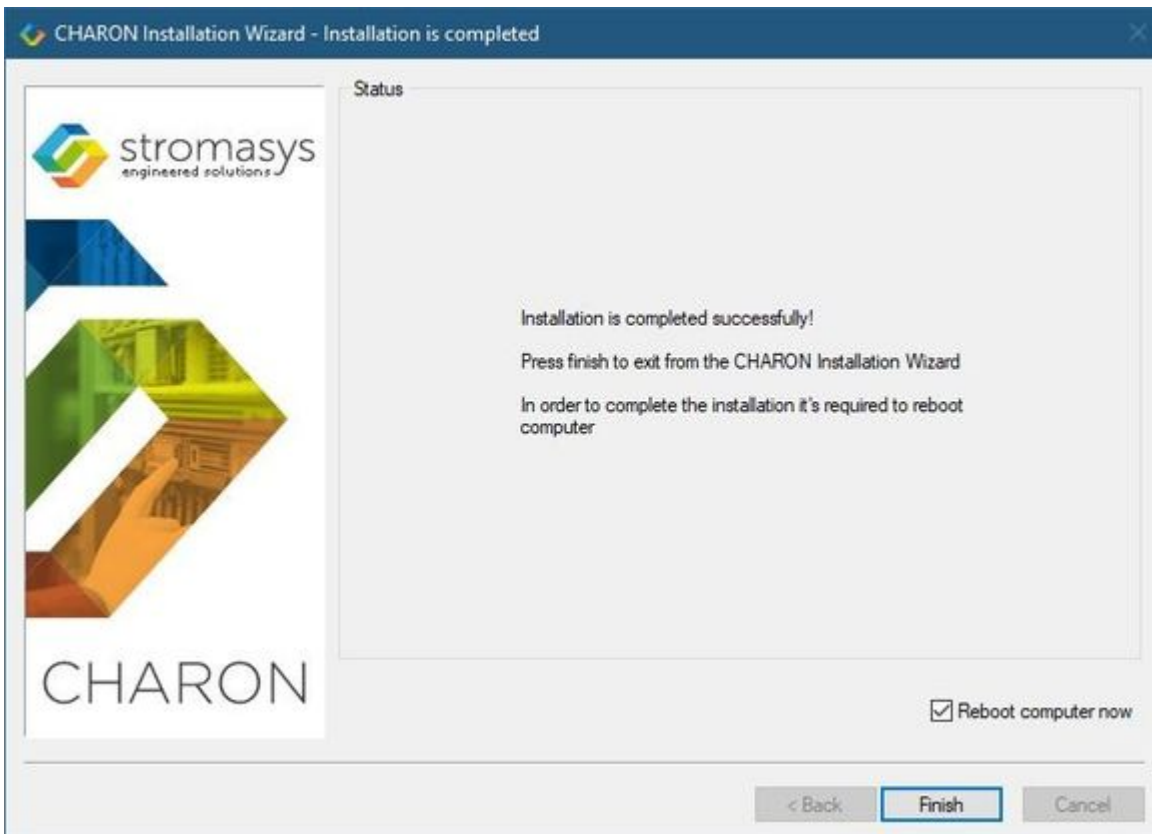 CHARON Installation Wizard - Installation is completed
Status
stromasys
engineered solutions
Installation is completed successfully!
Press finish to exit from the CHARON Installation Wizard
In order to complete the installation it's required to reboot
computer
CHARON
Reboot computer now
< Back
Finish
Cancel